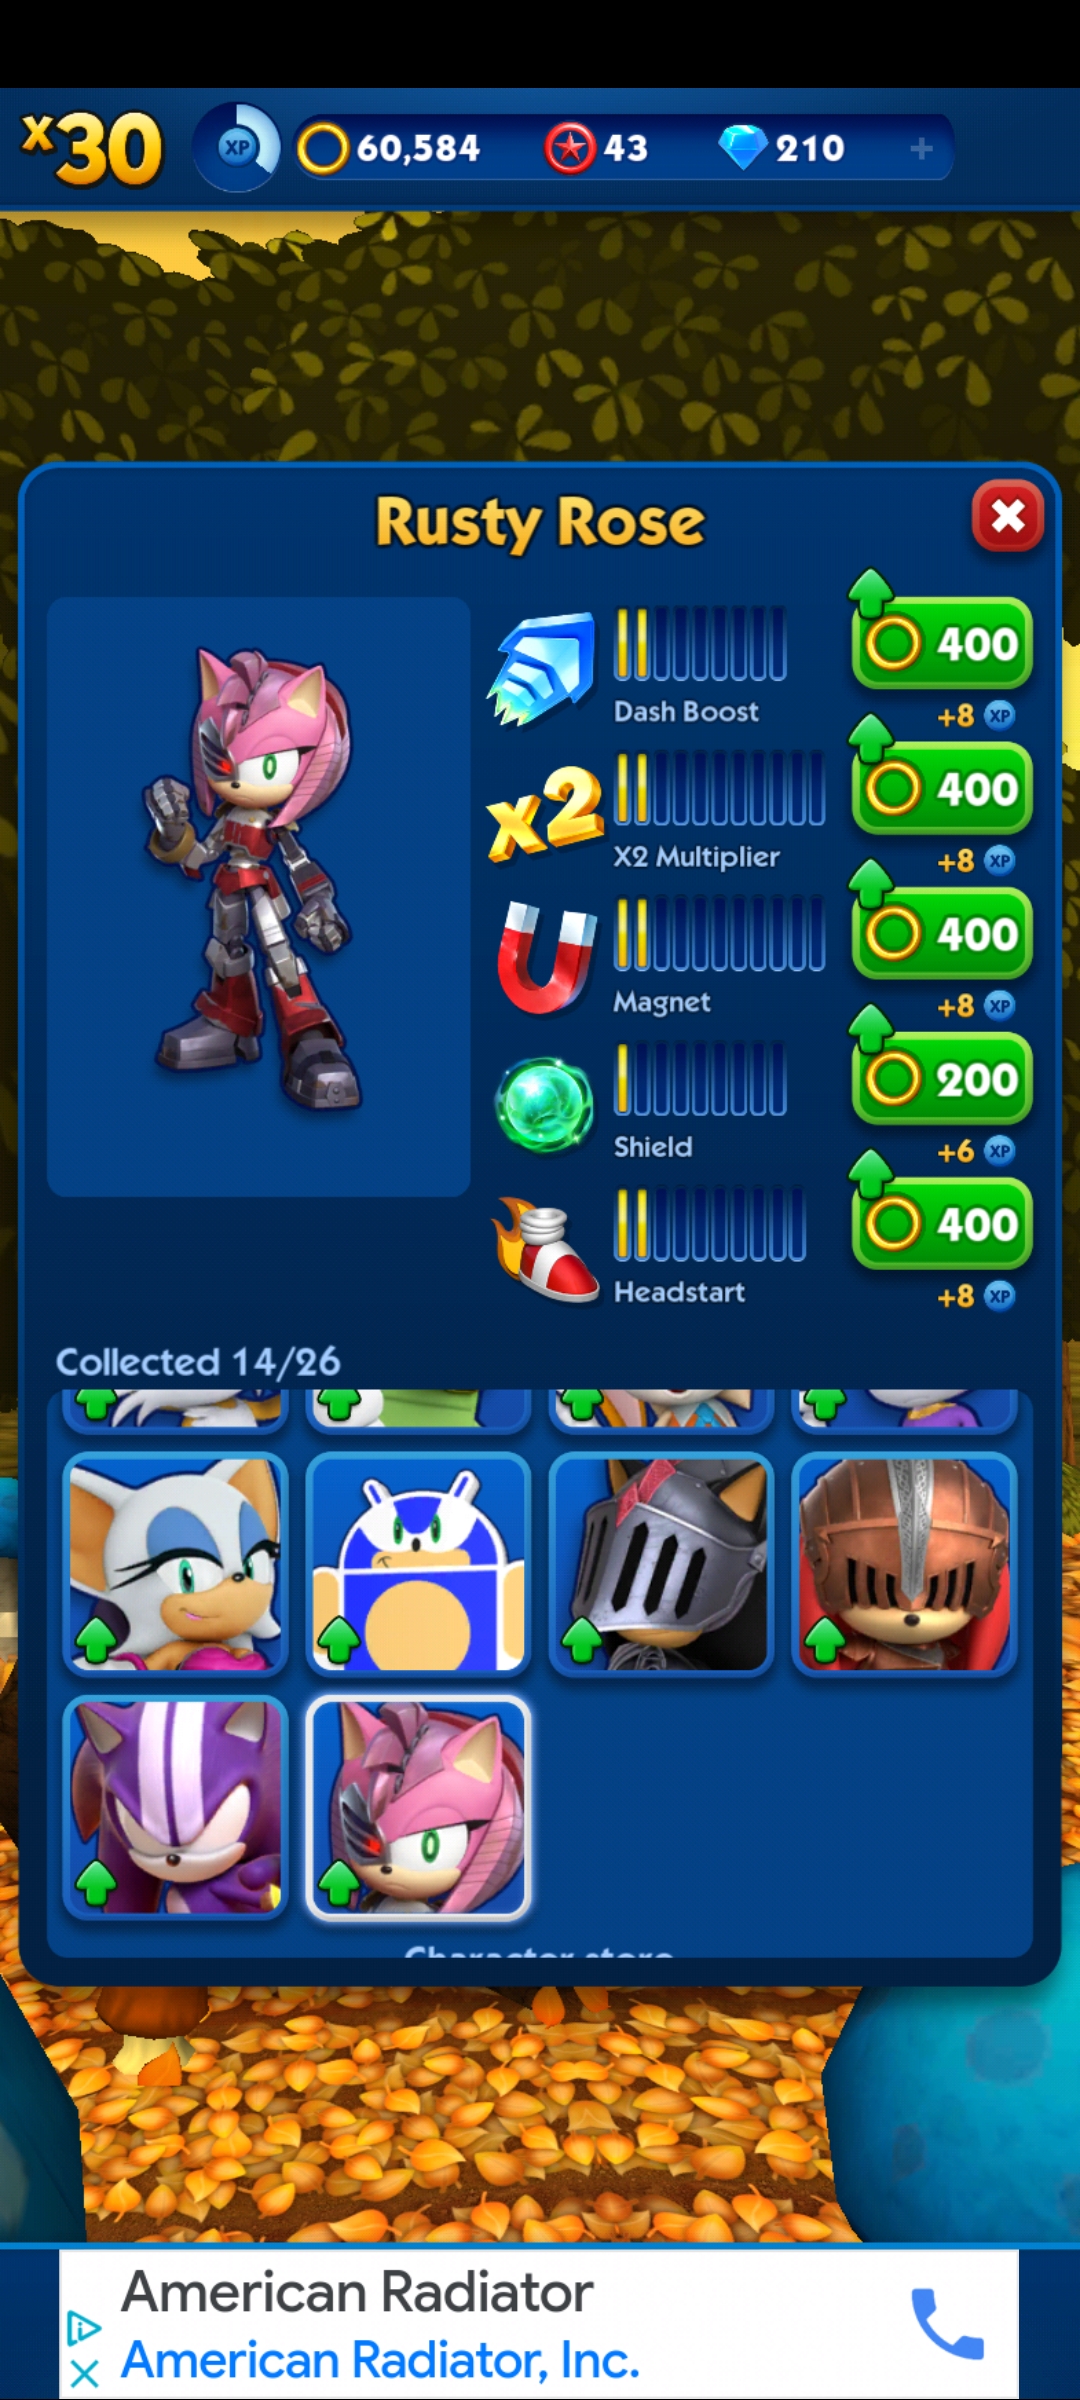 x30 XP 60,584 43 210 +
Rusty Rose
Dash Boost
400
+8 XP
x2
X2 Multiplier
400
+8 XP
Magnet
400
+8 XP
Shield
200
+6 XP
Headstart
400
+8 XP
Collected 14/26
Character store
American Radiator
American Radiator, Inc.